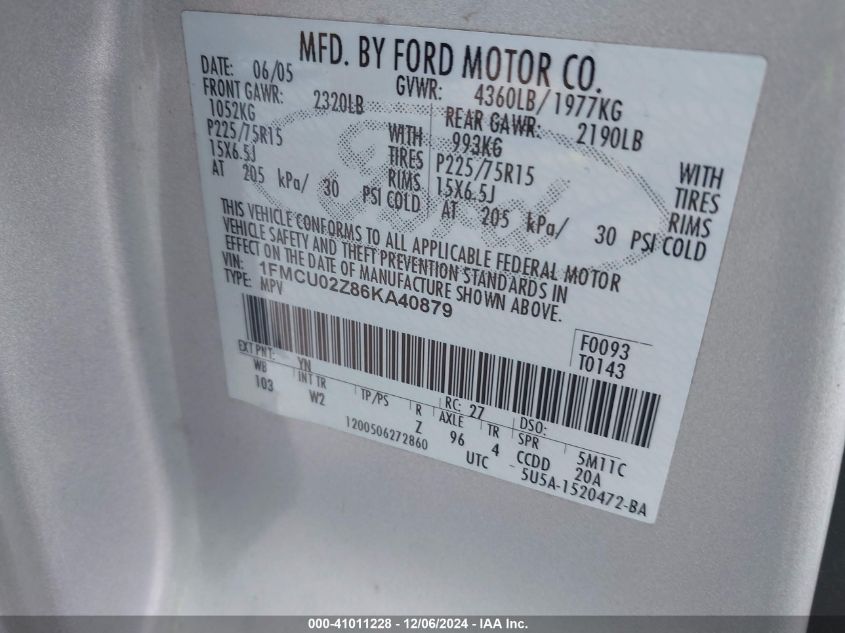 MFD. BY FORD MOTOR CO.
DATE: 06/05 GVWR: 4360LB/1977KG
FRONT GAWR: 2320LB REAR GAWR: 2190LB
1052KG WITH 993KG WITH
P225/75R15 TIRES P225/75R15 TIRES
15X6.5J RIMS 15X6.5J RIMS
AT 205 kPa/ 30 PSI COLD AT 205 kPa/ 30 PSI COLD
THIS VEHICLE CONFORMS TO ALL APPLICABLE FEDERAL MOTOR
VEHICLE SAFETY AND THEFT PREVENTION STANDARDS IN
EFFECT ON THE DATE OF MANUFACTURE SHOWN ABOVE.
VIN: 1FMCU02Z86KA40879
TYPE: MPV
F0093
T0143
EXT PNT: YN RC: 27 DSO:
WB INT TR TP/PS R AXLE TR SPR
103 W2 Z 96 4 CCDD 5M11C
20A
1200506272860 UTC 5U5A-1520472-BA
Ford
000-41011228 - 12/06/2024 - IAA Inc.